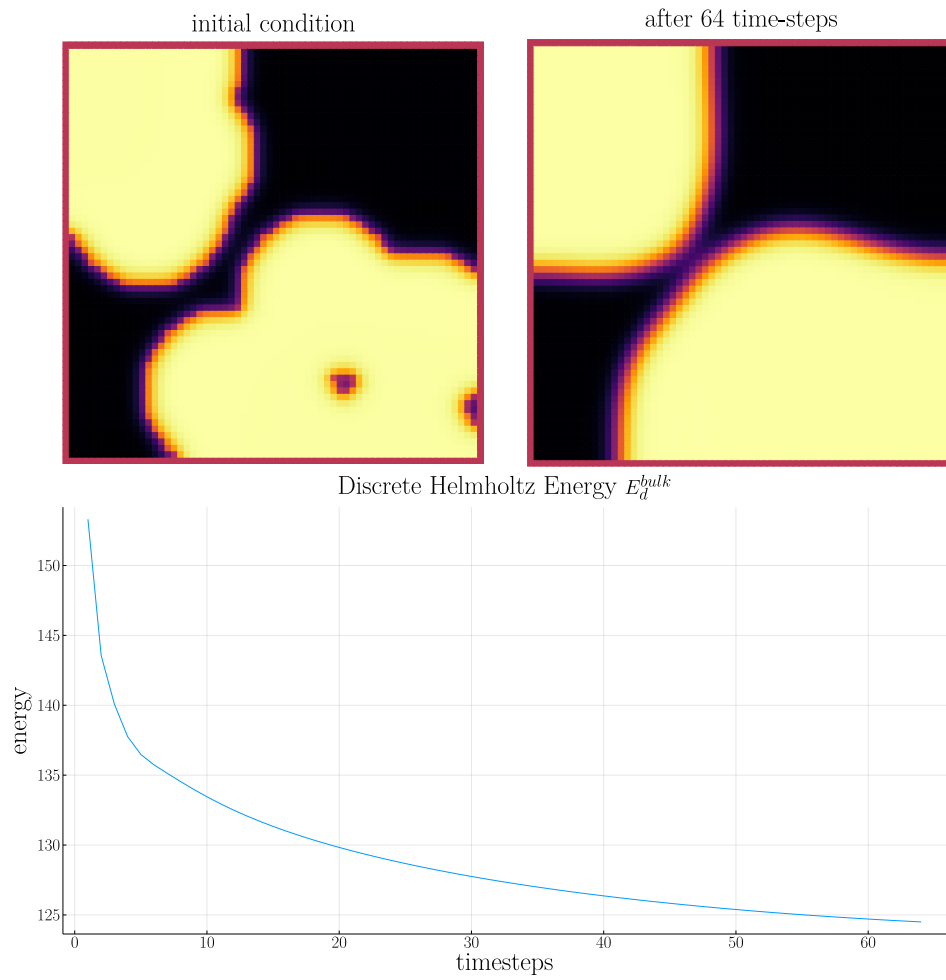 initial condition
after 64 time-steps
Discrete Helmholtz Energy $E_d^{bulk}$
150
145
140
135
130
125
energy
0 10 20 30 40 50 60
timesteps